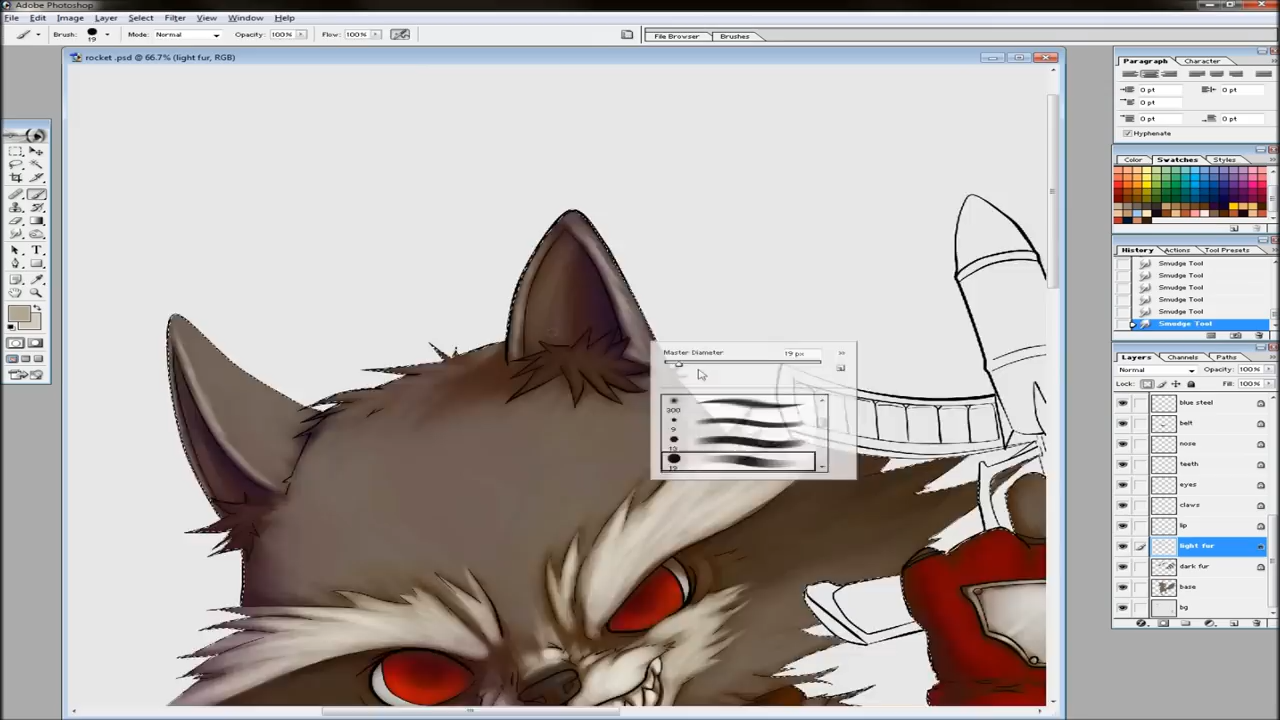 Adobe Photoshop
File Edit Image Layer Select Filter View Window Help
Brush: 19 Mode: Normal Opacity: 100% Flow: 100% File Browser Brushes
rocket .psd @ 66.7% (light fur, RGB)
Paragraph Character
0 pt 0 pt
0 pt
0 pt 0 pt
Hyphenate
Color Swatches Styles
History Actions Tool Presets
Smudge Tool
Smudge Tool
Smudge Tool
Smudge Tool
Smudge Tool
Smudge Tool
Master Diameter 19 px
300
9
13
19
Layers Channels Paths
Normal Opacity: 100%
Lock: Fill: 100%
blue steel
belt
nose
teeth
eyes
claws
lip
light fur
dark fur
base
bg